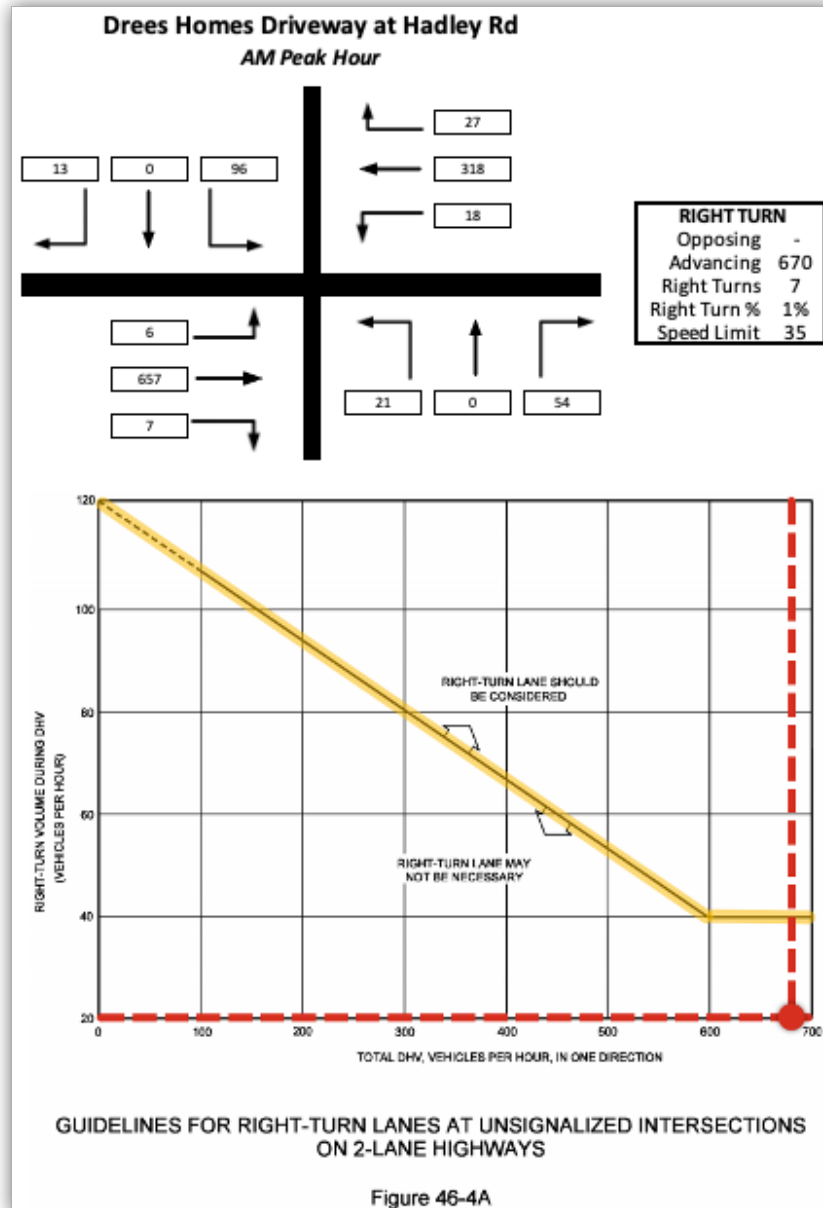 Drees Homes Driveway at Hadley Rd
AM Peak Hour
13
0
96
27
318
18
6
657
7
21
0
54
RIGHT TURN
Opposing -
Advancing 670
Right Turns 7
Right Turn % 1%
Speed Limit 35
RIGHT-TURN VOLUME DURING DHV
(VEHICLES PER HOUR)
120
100
80
60
40
20
RIGHT-TURN LANE SHOULD
BE CONSIDERED
RIGHT-TURN LANE MAY
NOT BE NECESSARY
0 100 200 300 400 500 600 700
TOTAL DHV, VEHICLES PER HOUR, IN ONE DIRECTION
GUIDELINES FOR RIGHT-TURN LANES AT UNSIGNALIZED INTERSECTIONS
ON 2-LANE HIGHWAYS
Figure 46-4A